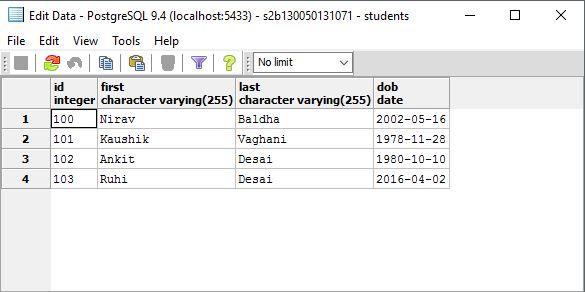 Edit Data - PostgreSQL 9.4 (localhost:5433) - s2b130050131071 - students
File Edit View Tools Help
No limit
id first last dob
integer character varying(255) character varying(255) date
1 100 Nirav Baldha 2002-05-16
2 101 Kaushik Vaghani 1978-11-28
3 102 Ankit Desai 1980-10-10
4 103 Ruhi Desai 2016-04-02